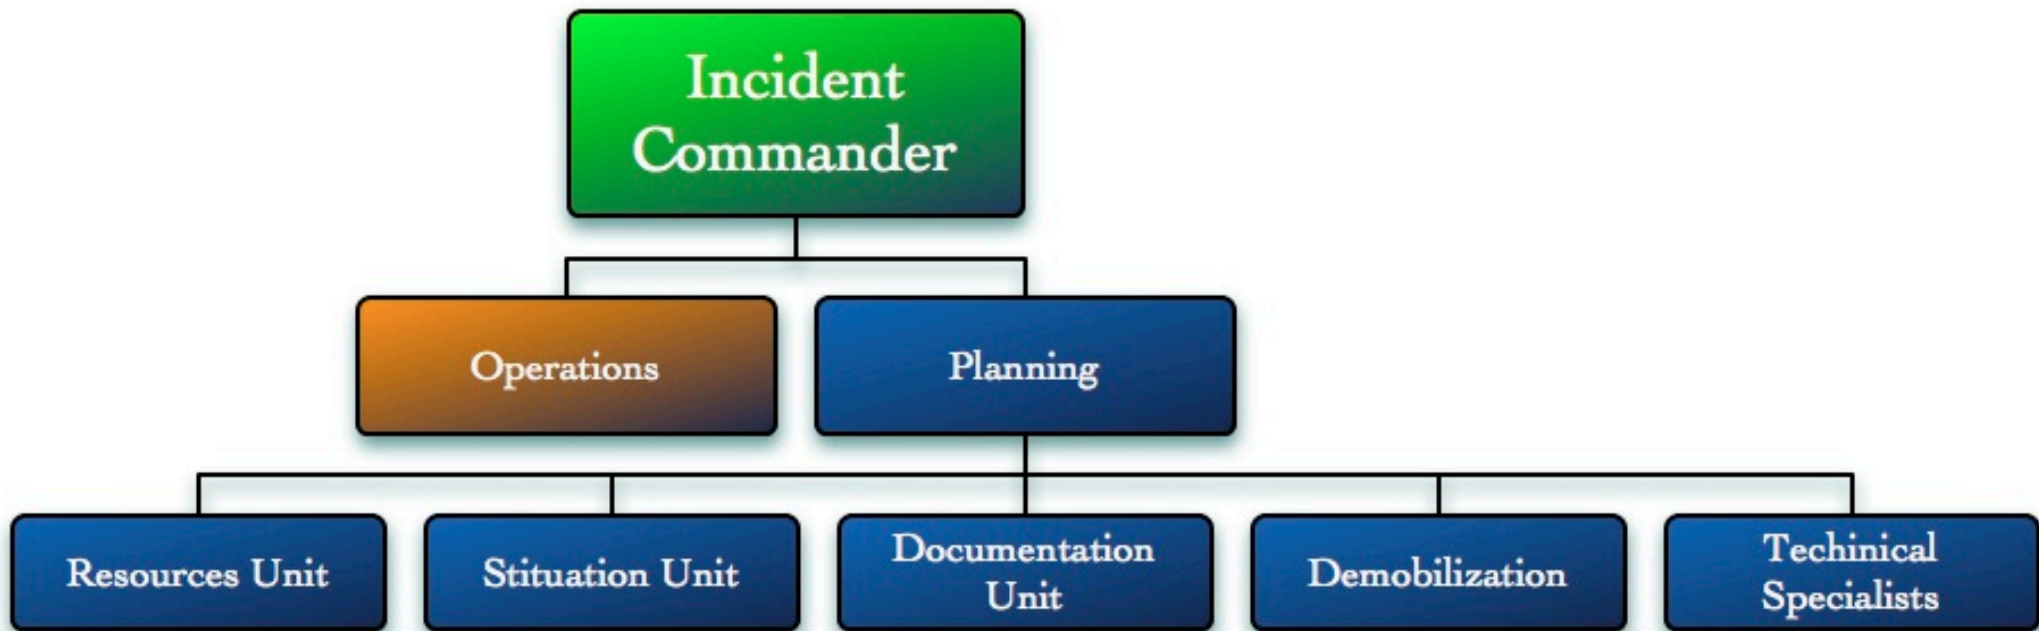 Incident
Commander
Operations
Planning
Resources Unit
Stituation Unit
Documentation
Unit
Demobilization
Techinical
Specialists